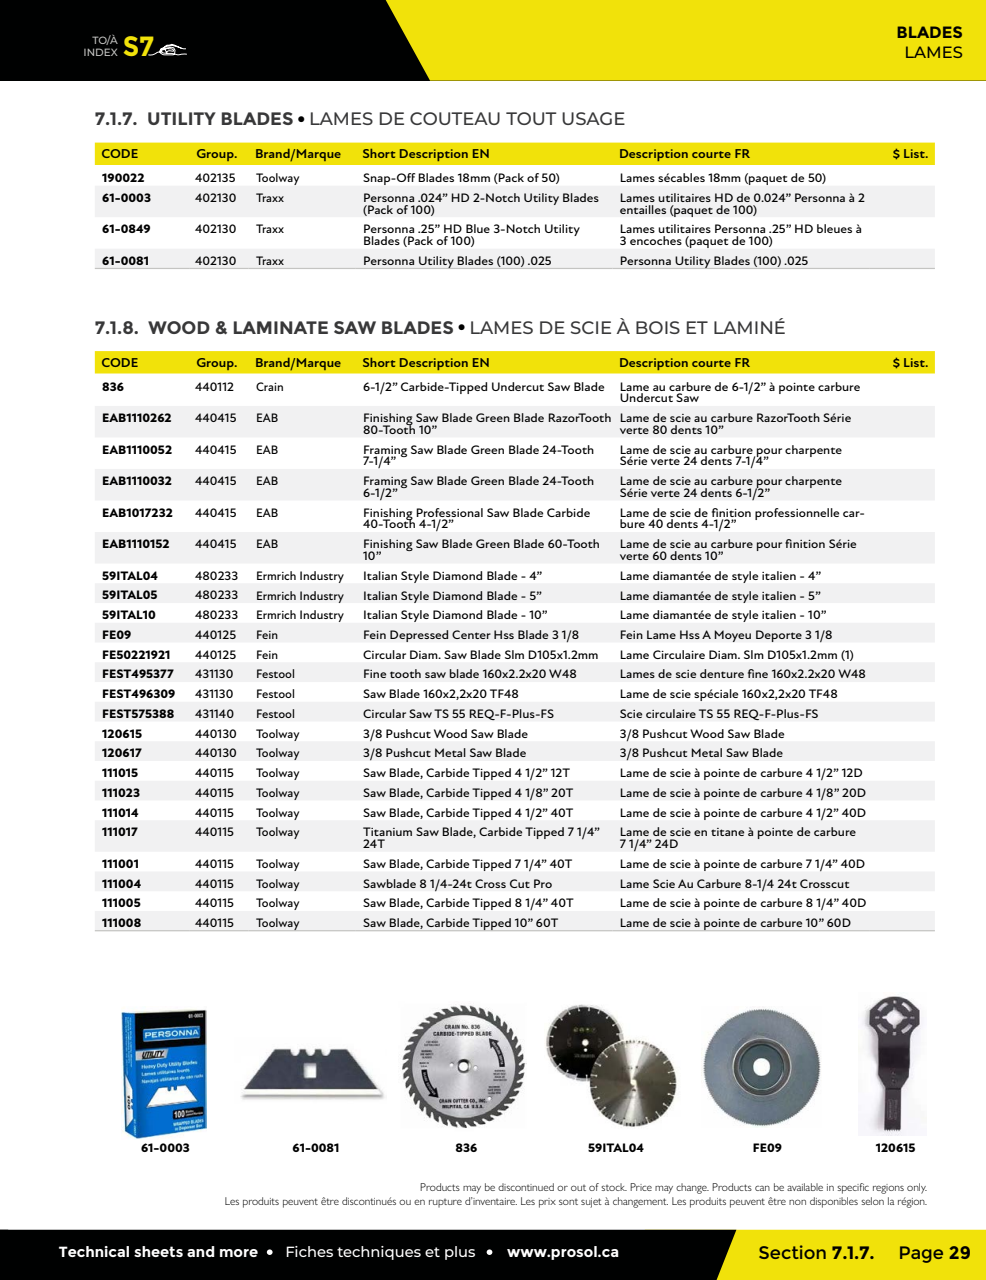 TO/À
INDEX S7
BLADES
LAMES
7.1.7. UTILITY BLADES • LAMES DE COUTEAU TOUT USAGE
CODE Group. Brand/Marque Short Description EN Description courte FR $ List.
190022 402135 Toolway Snap-Off Blades 18mm (Pack of 50) Lames sécables 18mm (paquet de 50)
61-0003 402130 Traxx Personna .024” HD 2-Notch Utility Blades Lames utilitaires HD de 0.024” Personna à 2
(Pack of 100) entailles (paquet de 100)
61-0849 402130 Traxx Personna .25” HD Blue 3-Notch Utility Lames utilitaires Personna .25” HD bleues à
Blades (Pack of 100) 3 encoches (paquet de 100)
61-0081 402130 Traxx Personna Utility Blades (100) .025 Personna Utility Blades (100) .025
7.1.8. WOOD & LAMINATE SAW BLADES • LAMES DE SCIE À BOIS ET LAMINÉ
CODE Group. Brand/Marque Short Description EN Description courte FR $ List.
836 440112 Crain 6-1/2” Carbide-Tipped Undercut Saw Blade Lame au carbure de 6-1/2” à pointe carbure
Undercut Saw
EAB1110262 440415 EAB Finishing Saw Blade Green Blade RazorTooth Lame de scie au carbure RazorTooth Série
80-Tooth 10” verte 80 dents 10”
EAB1110052 440415 EAB Framing Saw Blade Green Blade 24-Tooth Lame de scie au carbure pour charpente
7-1/4” Série verte 24 dents 7-1/4”
EAB1110032 440415 EAB Framing Saw Blade Green Blade 24-Tooth Lame de scie au carbure pour charpente
6-1/2” Série verte 24 dents 6-1/2”
EAB1017232 440415 EAB Finishing Professional Saw Blade Carbide Lame de scie de finition professionnelle car-
40-Tooth 4-1/2” bure 40 dents 4-1/2”
EAB1110152 440415 EAB Finishing Saw Blade Green Blade 60-Tooth Lame de scie au carbure pour finition Série
10” verte 60 dents 10”
59ITAL04 480233 Ermrich Industry Italian Style Diamond Blade - 4” Lame diamantée de style italien - 4”
59ITAL05 480233 Ermrich Industry Italian Style Diamond Blade - 5” Lame diamantée de style italien - 5”
59ITAL10 480233 Ermrich Industry Italian Style Diamond Blade - 10” Lame diamantée de style italien - 10”
FE09 440125 Fein Fein Depressed Center Hss Blade 3 1/8 Fein Lame Hss A Moyeu Deporte 3 1/8
FE50221921 440125 Fein Circular Diam. Saw Blade Slm D105x1.2mm Lame Circulaire Diam. Slm D105x1.2mm (1)
FEST495377 431130 Festool Fine tooth saw blade 160x2.2x20 W48 Lames de scie denture fine 160x2.2x20 W48
FEST496309 431130 Festool Saw Blade 160x2,2x20 TF48 Lame de scie spéciale 160x2,2x20 TF48
FEST575388 431140 Festool Circular Saw TS 55 REQ-F-Plus-FS Scie circulaire TS 55 REQ-F-Plus-FS
120615 440130 Toolway 3/8 Pushcut Wood Saw Blade 3/8 Pushcut Wood Saw Blade
120617 440130 Toolway 3/8 Pushcut Metal Saw Blade 3/8 Pushcut Metal Saw Blade
111015 440115 Toolway Saw Blade, Carbide Tipped 4 1/2” 12T Lame de scie à pointe de carbure 4 1/2” 12D
111023 440115 Toolway Saw Blade, Carbide Tipped 4 1/8” 20T Lame de scie à pointe de carbure 4 1/8” 20D
111014 440115 Toolway Saw Blade, Carbide Tipped 4 1/2” 40T Lame de scie à pointe de carbure 4 1/2” 40D
111017 440115 Toolway Titanium Saw Blade, Carbide Tipped 7 1/4” Lame de scie en titane à pointe de carbure
24T 7 1/4” 24D
111001 440115 Toolway Saw Blade, Carbide Tipped 7 1/4” 40T Lame de scie à pointe de carbure 7 1/4” 40D
111004 440115 Toolway Sawblade 8 1/4-24t Cross Cut Pro Lame Scie Au Carbure 8-1/4 24t Crosscut
111005 440115 Toolway Saw Blade, Carbide Tipped 8 1/4” 40T Lame de scie à pointe de carbure 8 1/4” 40D
111008 440115 Toolway Saw Blade, Carbide Tipped 10” 60T Lame de scie à pointe de carbure 10” 60D
PERSONNA
UTILITY
Heavy Duty Utility Blades
100
CRAIN No. 836
CARBIDE-TIPPED BLADE
CRAIN CUTTER CO., INC.
MILPITAS, CA U.S.A.
61-0003 61-0081 836 59ITAL04 FE09 120615
Products may be discontinued or out of stock. Price may change. Products can be available in specific regions only.
Les produits peuvent être discontinués ou en rupture d’inventaire. Les prix sont sujet à changement. Les produits peuvent être non disponibles selon la région.
Technical sheets and more • Fiches techniques et plus • www.prosol.ca
Section 7.1.7. Page 29